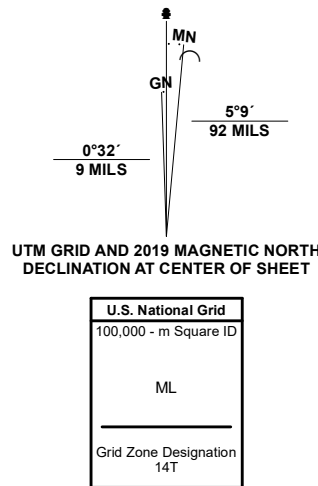 MN
GN
5°9´
92 MILS
0°32´
9 MILS
UTM GRID AND 2019 MAGNETIC NORTH
DECLINATION AT CENTER OF SHEET
U.S. National Grid
100,000 - m Square ID
ML
Grid Zone Designation
14T